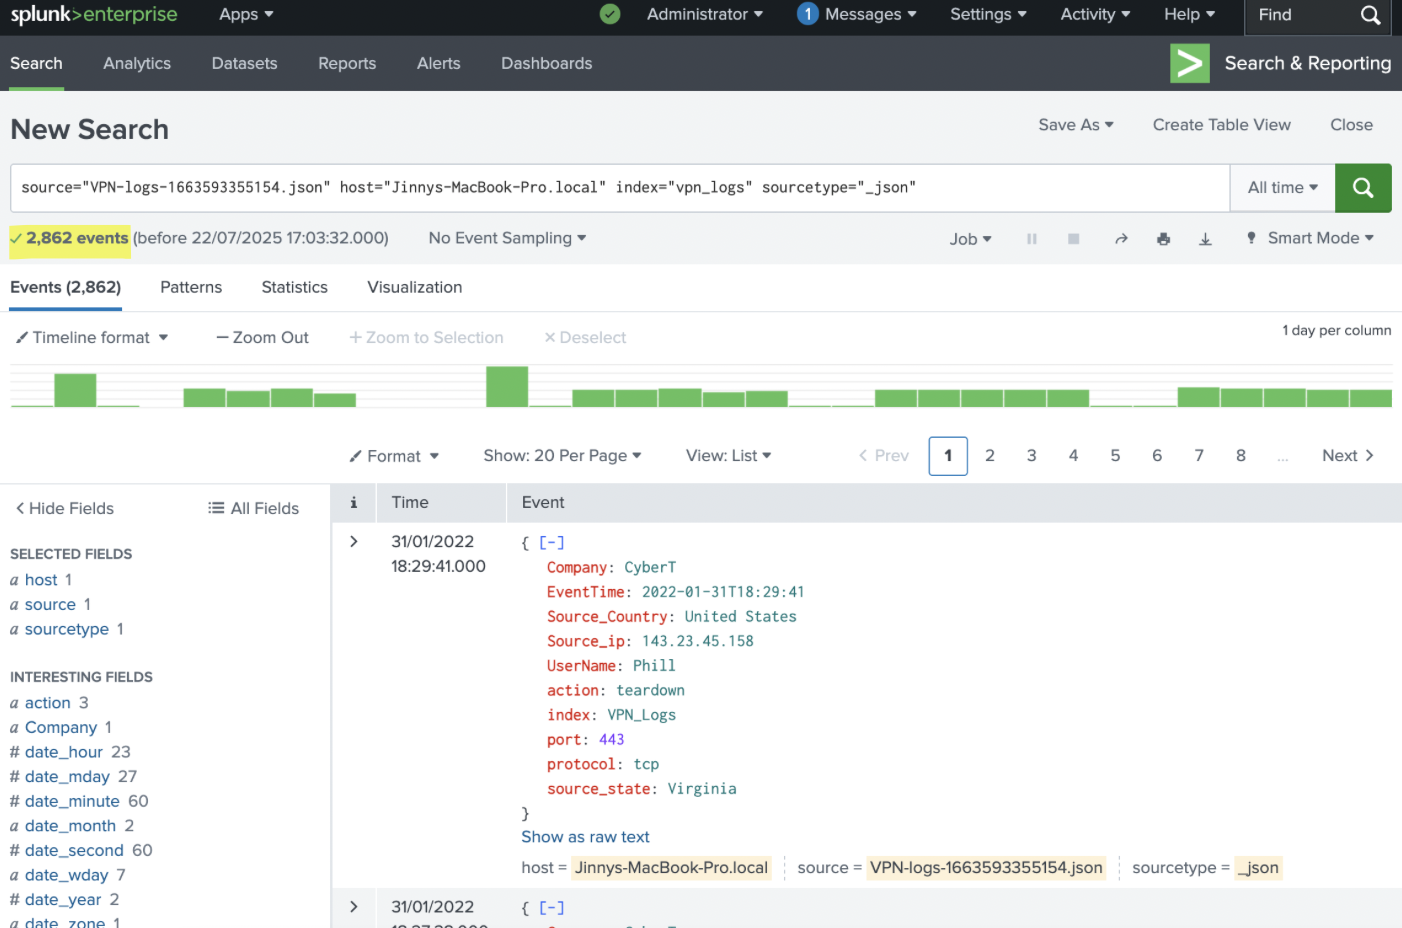 splunk>enterprise Apps Administrator 1 Messages Settings Activity Help Find
Search Analytics Datasets Reports Alerts Dashboards > Search & Reporting
New Search Save As Create Table View Close
source="VPN-logs-1663593355154.json" host="Jinnys-MacBook-Pro.local" index="vpn_logs" sourcetype="_json" All time
✓ 2,862 events (before 22/07/2025 17:03:32.000) No Event Sampling Job Smart Mode
Events (2,862) Patterns Statistics Visualization
Timeline format — Zoom Out + Zoom to Selection × Deselect 1 day per column
Format Show: 20 Per Page View: List < Prev 1 2 3 4 5 6 7 8 ... Next >
< Hide Fields All Fields
SELECTED FIELDS
a host 1
a source 1
a sourcetype 1
INTERESTING FIELDS
a action 3
a Company 1
# date_hour 23
# date_mday 27
# date_minute 60
a date_month 2
# date_second 60
a date_wday 7
# date_year 2
a date_zone 1
i Time Event
> 31/01/2022 { [-]
18:29:41.000
Company: CyberT
EventTime: 2022-01-31T18:29:41
Source_Country: United States
Source_ip: 143.23.45.158
UserName: Phill
action: teardown
index: VPN_Logs
port: 443
protocol: tcp
source_state: Virginia
}
Show as raw text
host = Jinnys-MacBook-Pro.local source = VPN-logs-1663593355154.json sourcetype = _json
> 31/01/2022 { [-]